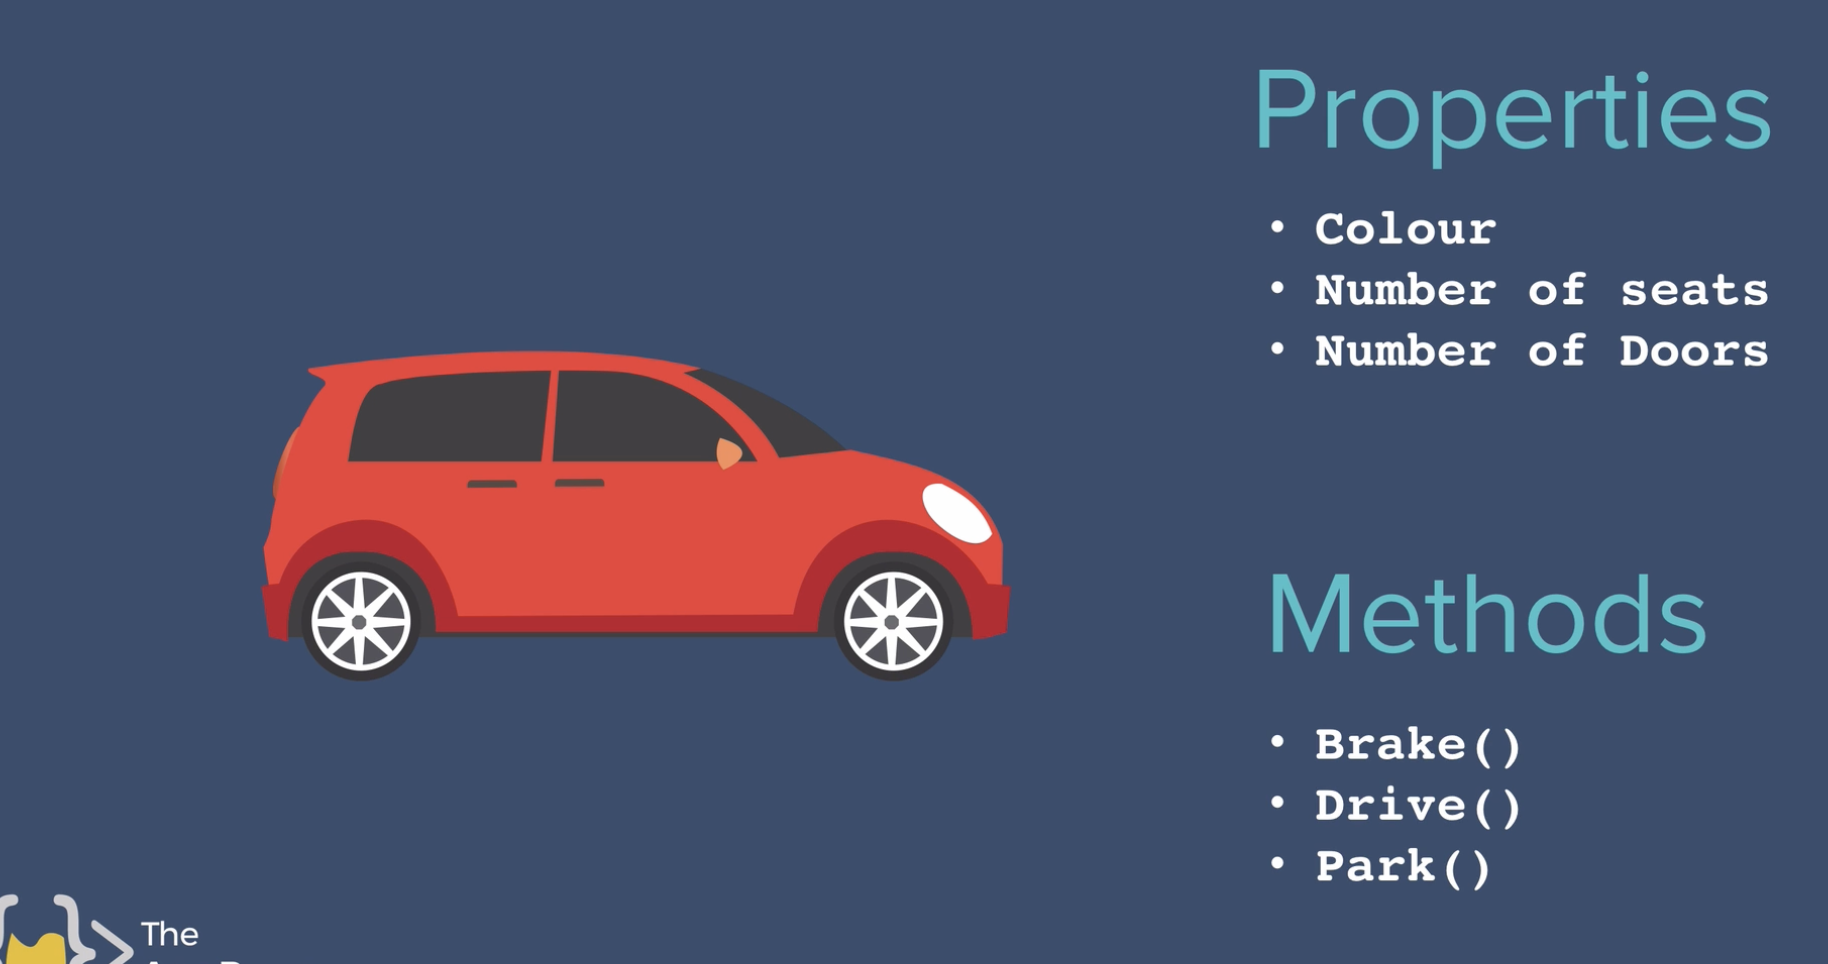 Properties
• Colour
• Number of seats
• Number of Doors
Methods
• Brake()
• Drive()
• Park()
The